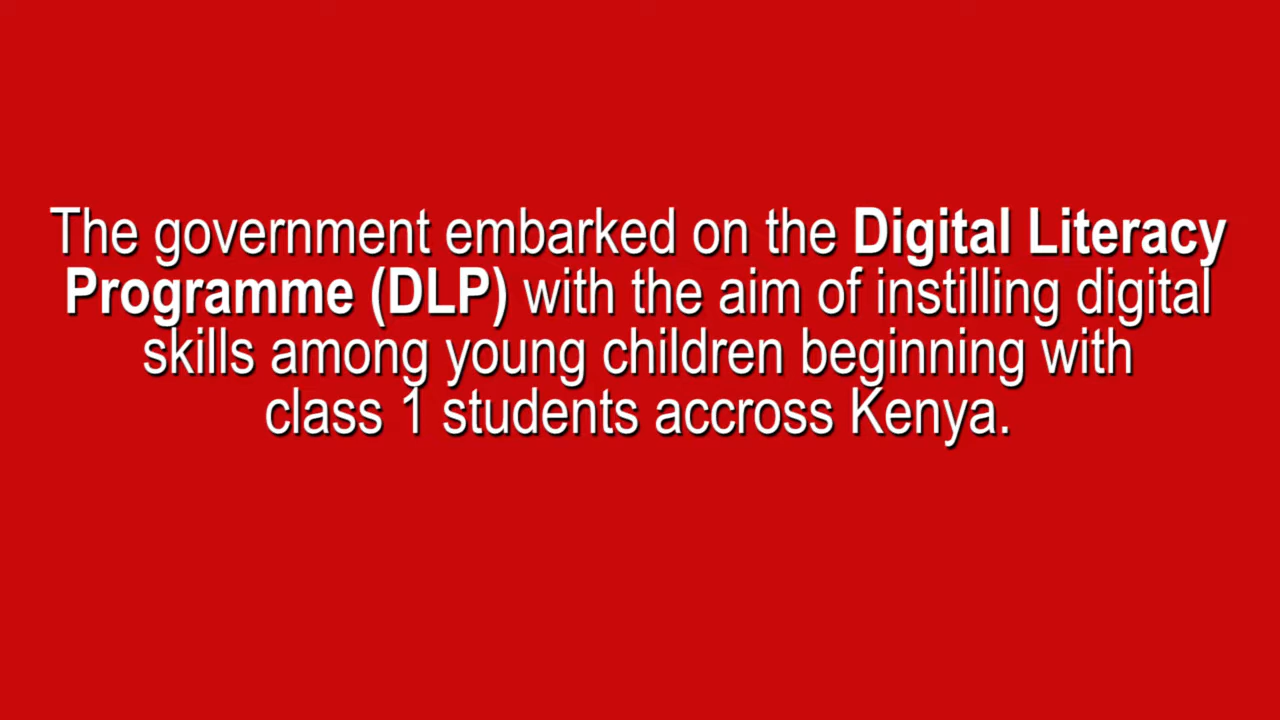 The government embarked on the Digital Literacy
Programme (DLP) with the aim of instilling digital
skills among young children beginning with
class 1 students accross Kenya.